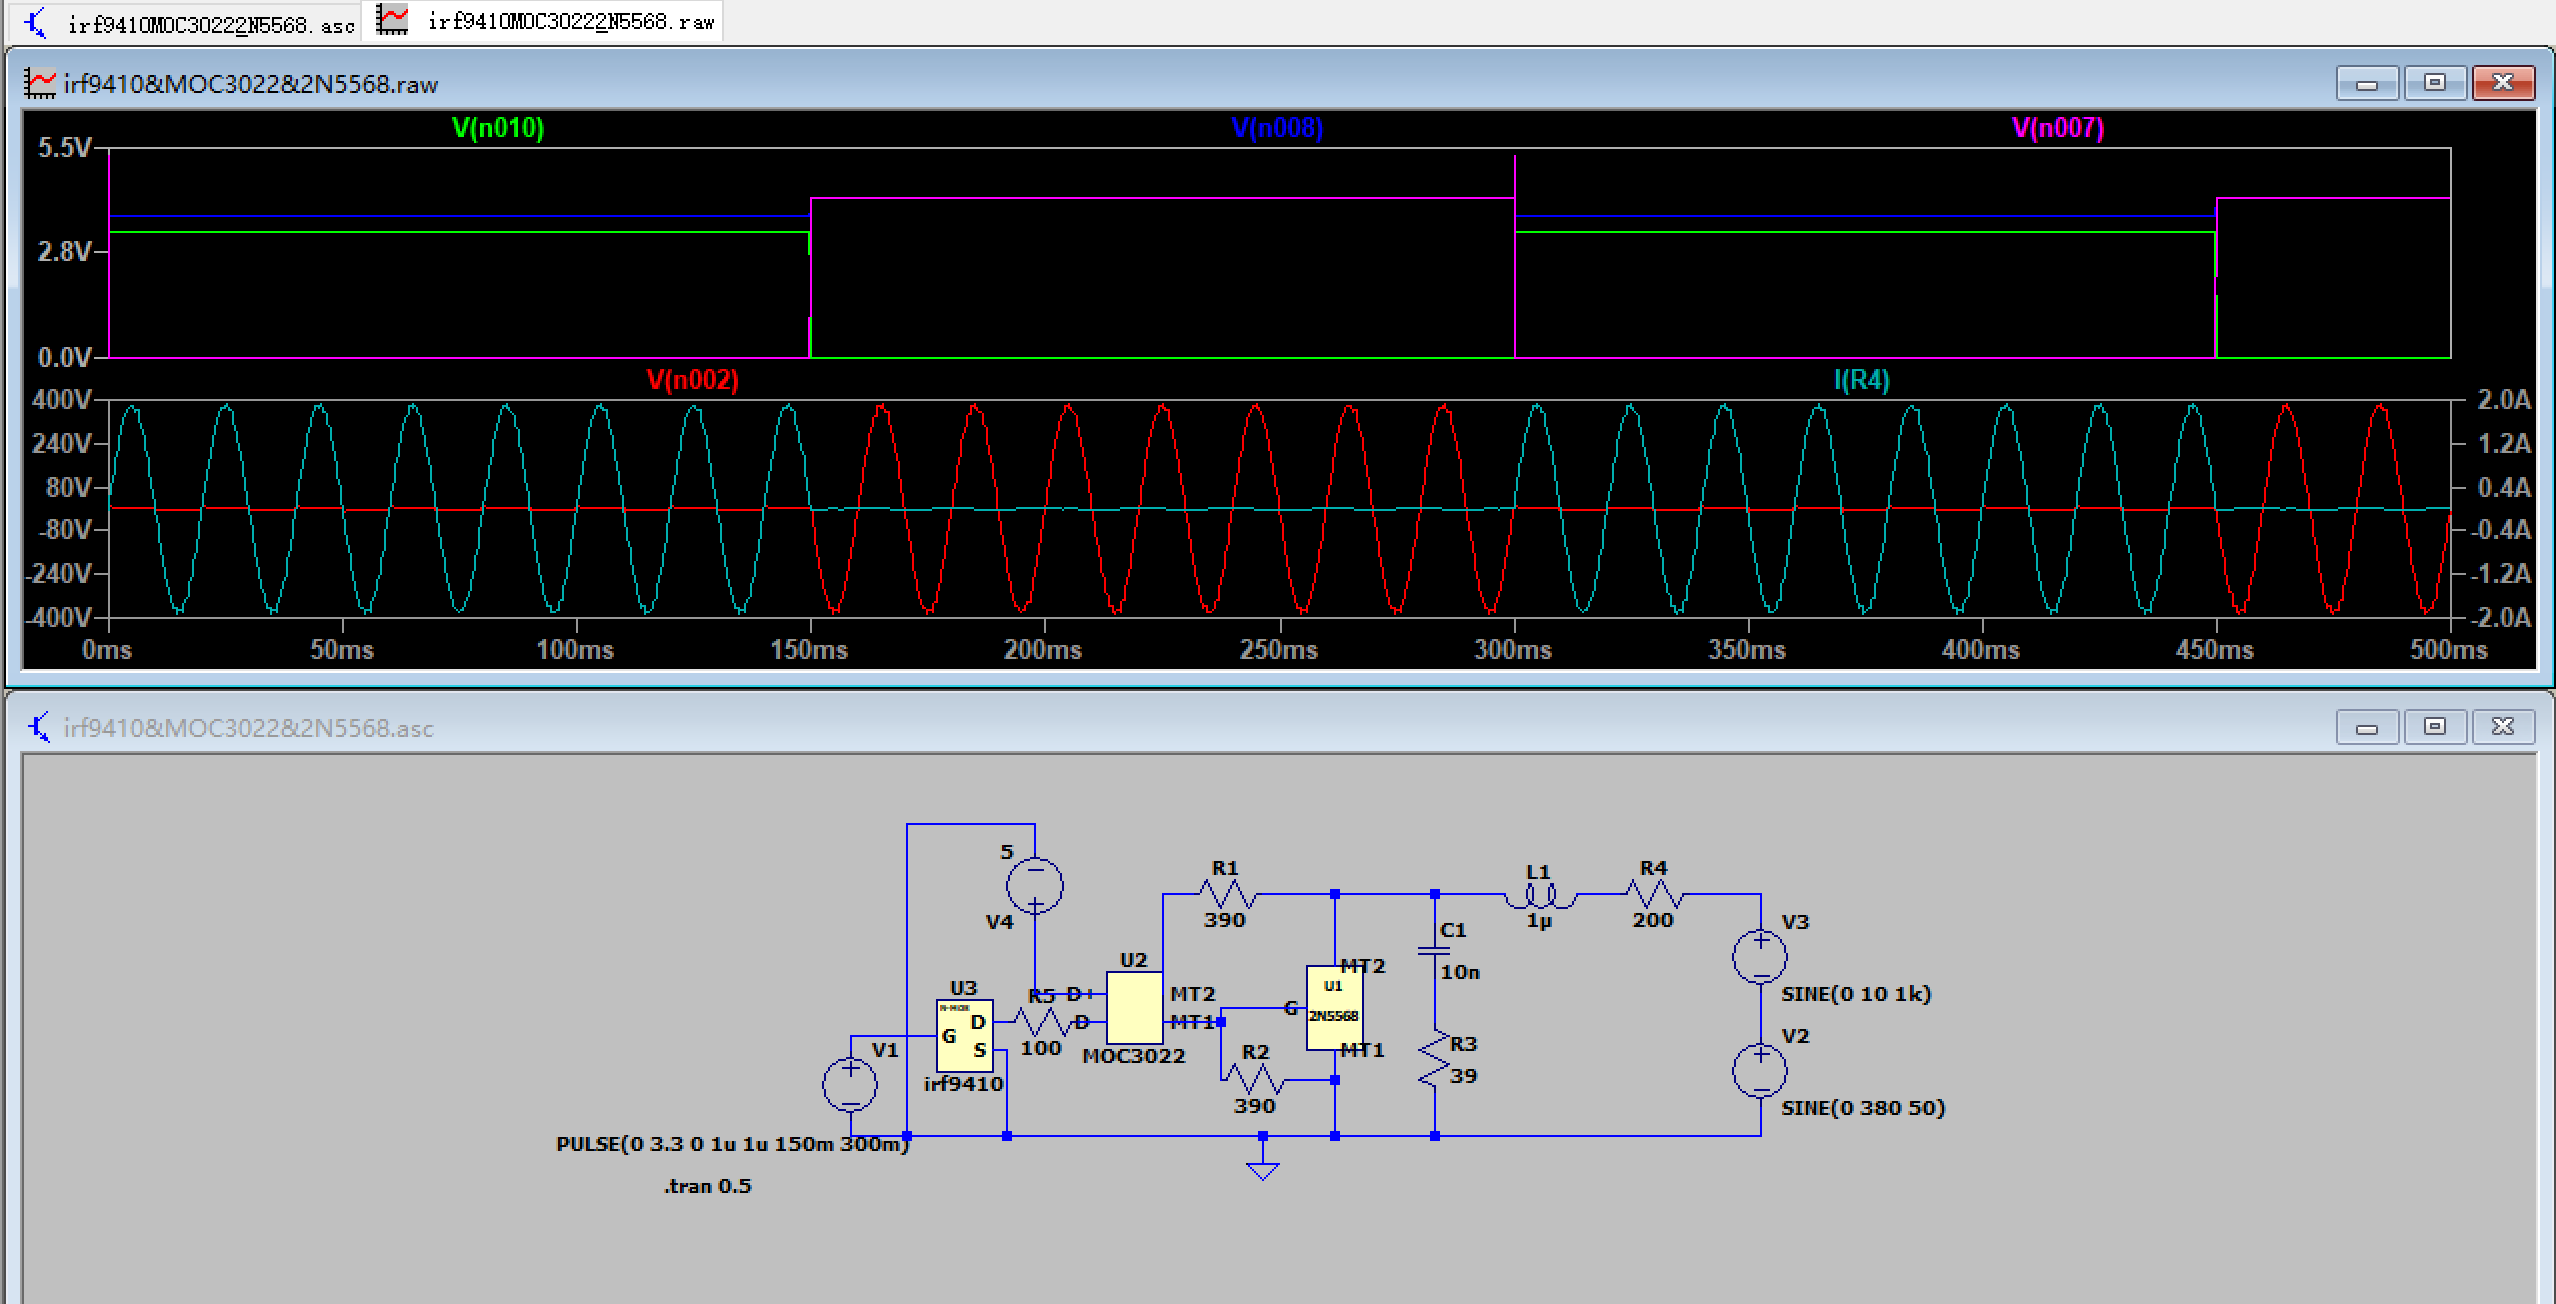 irf9410MOC30222N5568.asc
irf9410MOC30222N5568.raw
irf9410&MOC3022&2N5568.raw
V(n010)
V(n008)
V(n007)
5.5V
2.8V
0.0V
V(n002)
I(R4)
400V
240V
80V
-80V
-240V
-400V
2.0A
1.2A
0.4A
-0.4A
-1.2A
-2.0A
0ms
50ms
100ms
150ms
200ms
250ms
300ms
350ms
400ms
450ms
500ms
irf9410&MOC3022&2N5568.asc
5
V4
R1
390
L1
1µ
R4
200
V3
SINE(0 10 1k)
C1
10n
U2
MT2
MT1
MOC3022
D+
D-
R5
100
U3
N-MOS
D
G
S
irf9410
V1
MT2
U1
G
2N5568
MT1
R2
390
R3
39
V2
SINE(0 380 50)
PULSE(0 3.3 0 1u 1u 150m 300m)
.tran 0.5